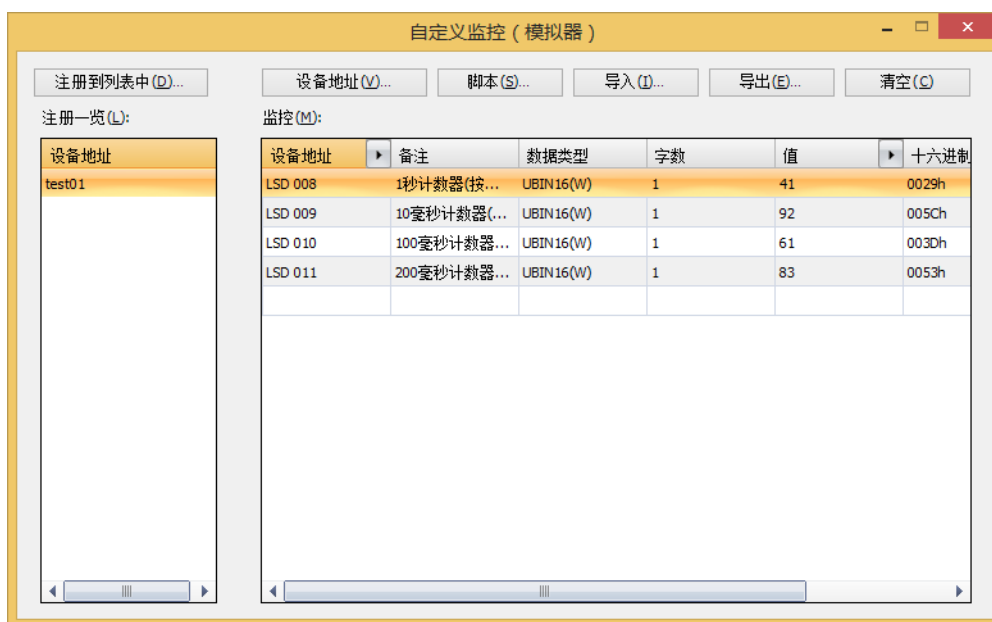 自定义监控（模拟器）
注册到列表中(D)... 设备地址(V)... 脚本(S)... 导入(I)... 导出(E)... 清空(C)
注册一览(L): 监控(M):
设备地址 设备地址 备注 数据类型 字数 值 十六进制
test01 LSD 008 1秒计数器(按... UBIN16(W) 1 41 0029h
LSD 009 10毫秒计数器(... UBIN16(W) 1 92 005Ch
LSD 010 100毫秒计数器... UBIN16(W) 1 61 003Dh
LSD 011 200毫秒计数器... UBIN16(W) 1 83 0053h